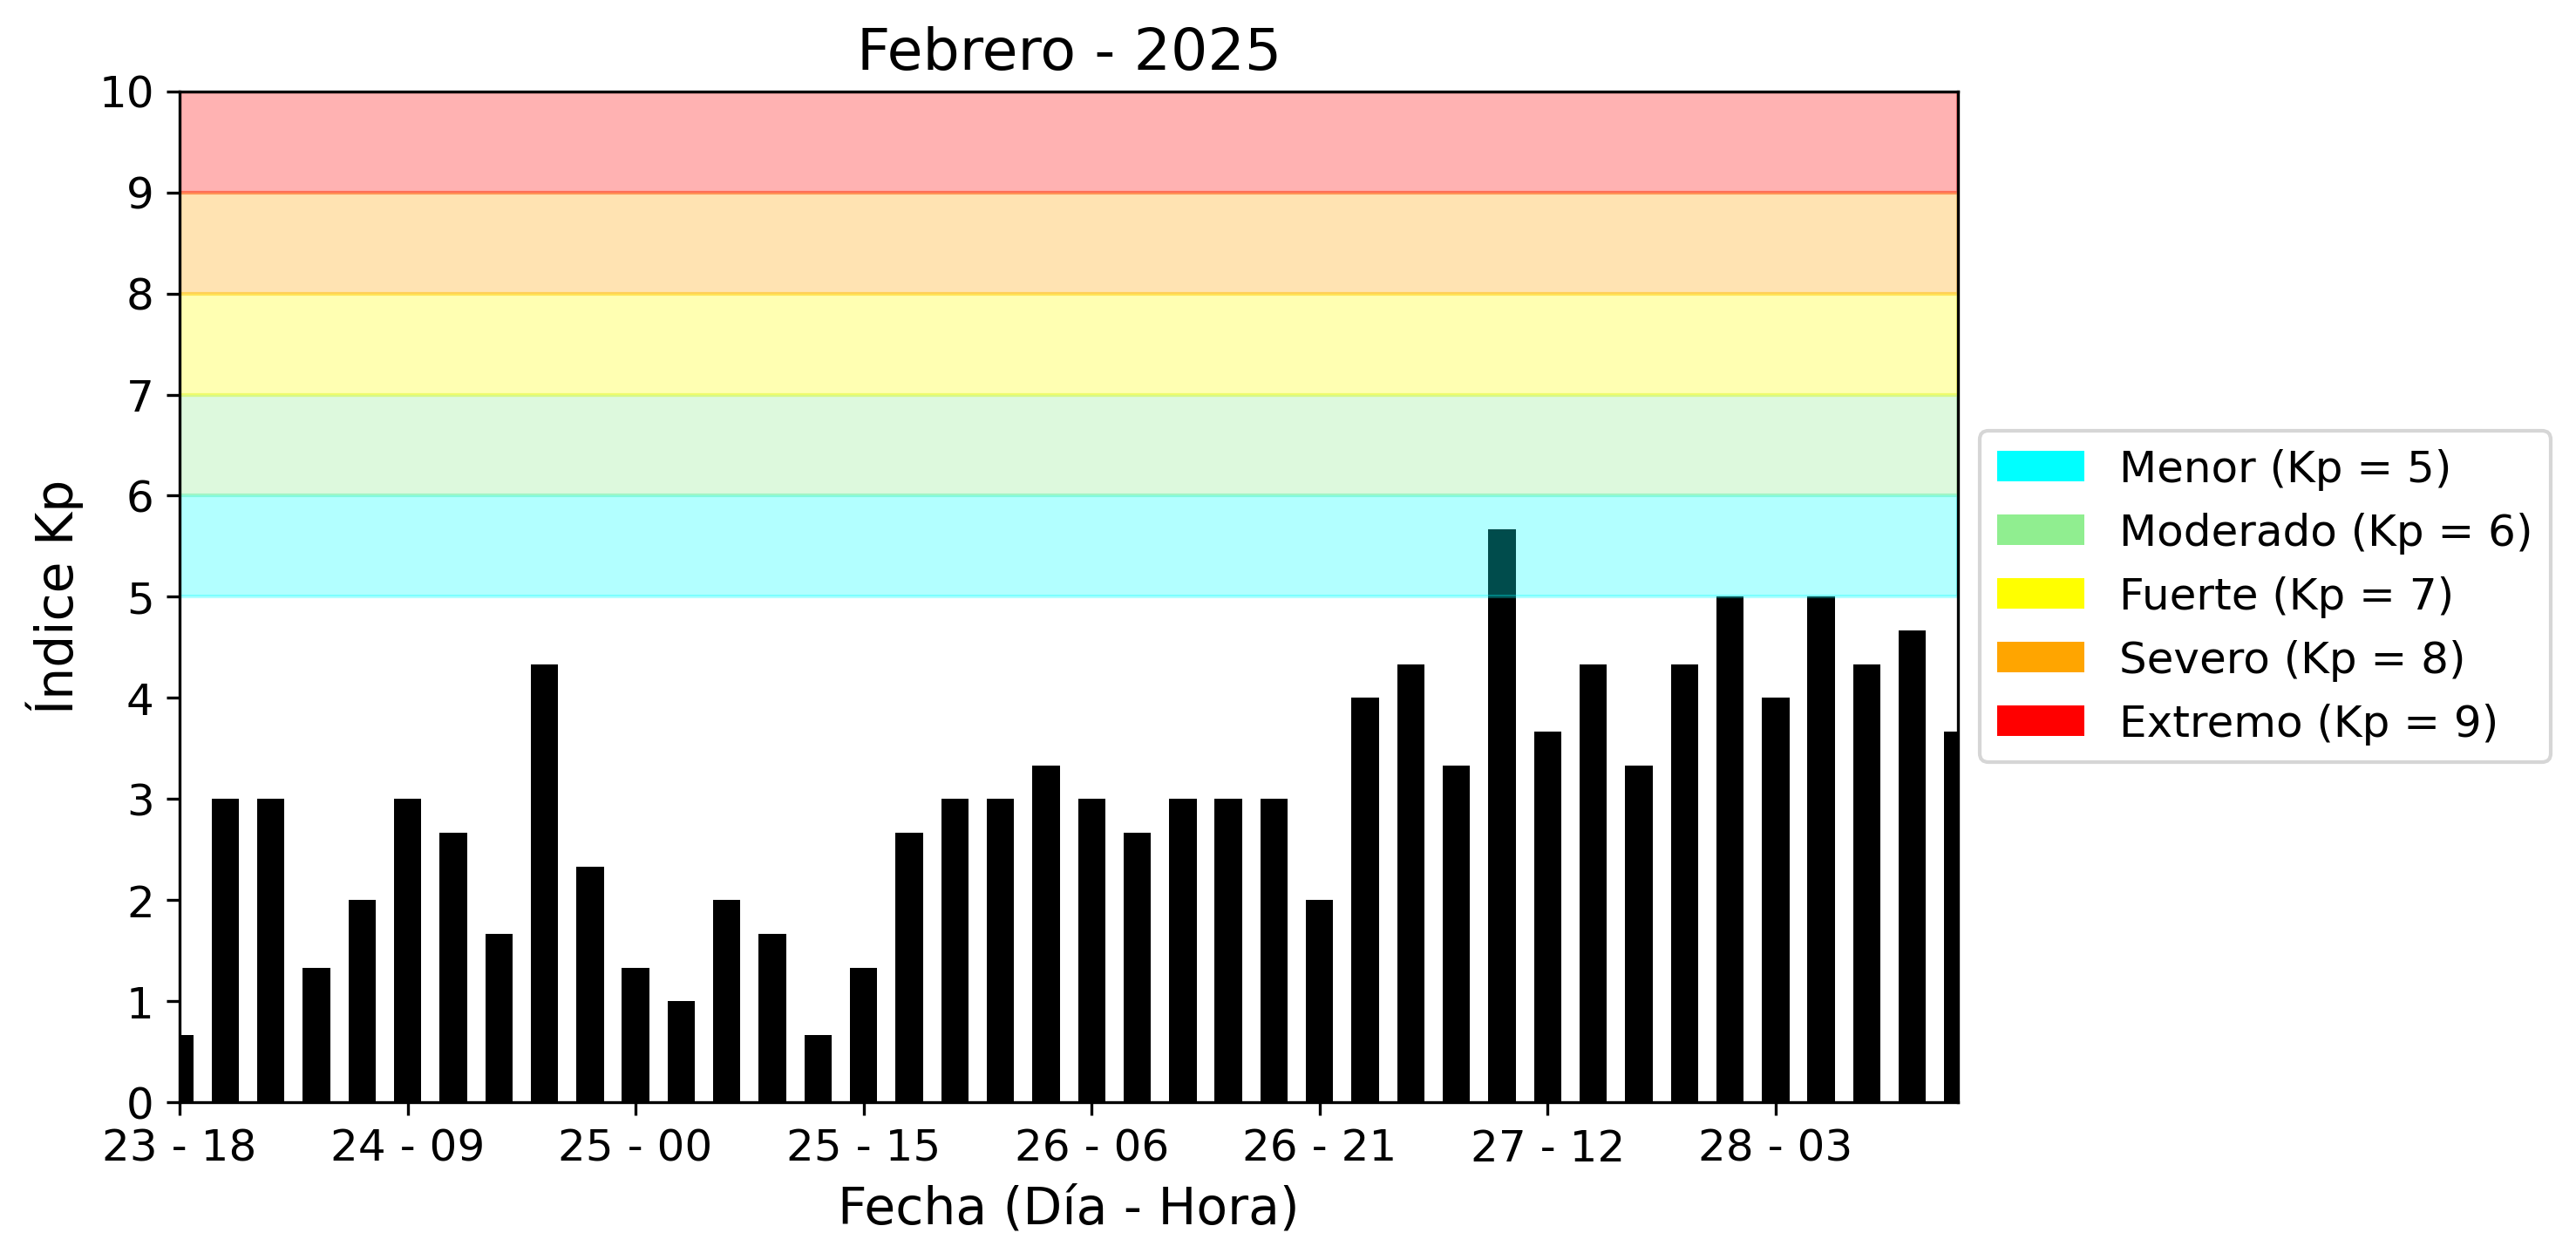 Febrero - 2025
10
9
8
7
6
5
4
3
2
1
0
Índice Kp
23 - 18
24 - 09
25 - 00
25 - 15
26 - 06
26 - 21
27 - 12
28 - 03
Fecha (Día - Hora)
Menor (Kp = 5)
Moderado (Kp = 6)
Fuerte (Kp = 7)
Severo (Kp = 8)
Extremo (Kp = 9)